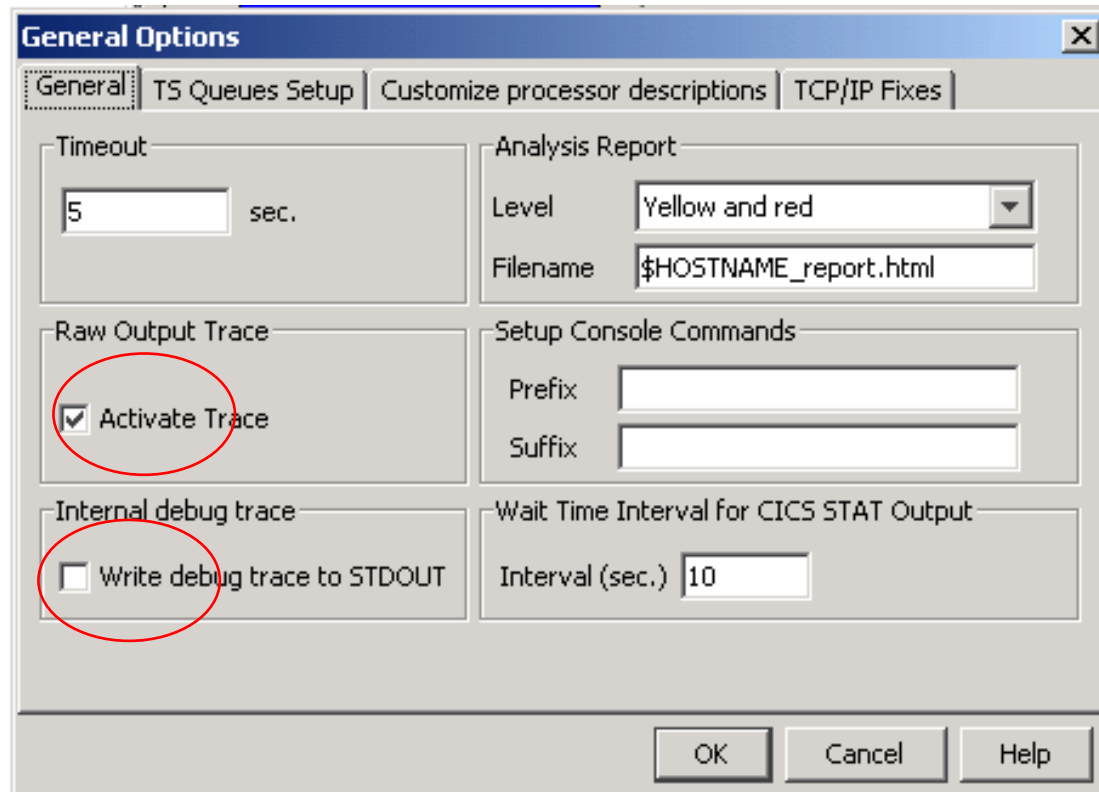 General Options
General TS Queues Setup Customize processor descriptions TCP/IP Fixes
Timeout
5 sec.
Analysis Report
Level Yellow and red
Filename $HOSTNAME_report.html
Raw Output Trace
Activate Trace
Setup Console Commands
Prefix
Suffix
Internal debug trace
Write debug trace to STDOUT
Wait Time Interval for CICS STAT Output
Interval (sec.) 10
OK Cancel Help